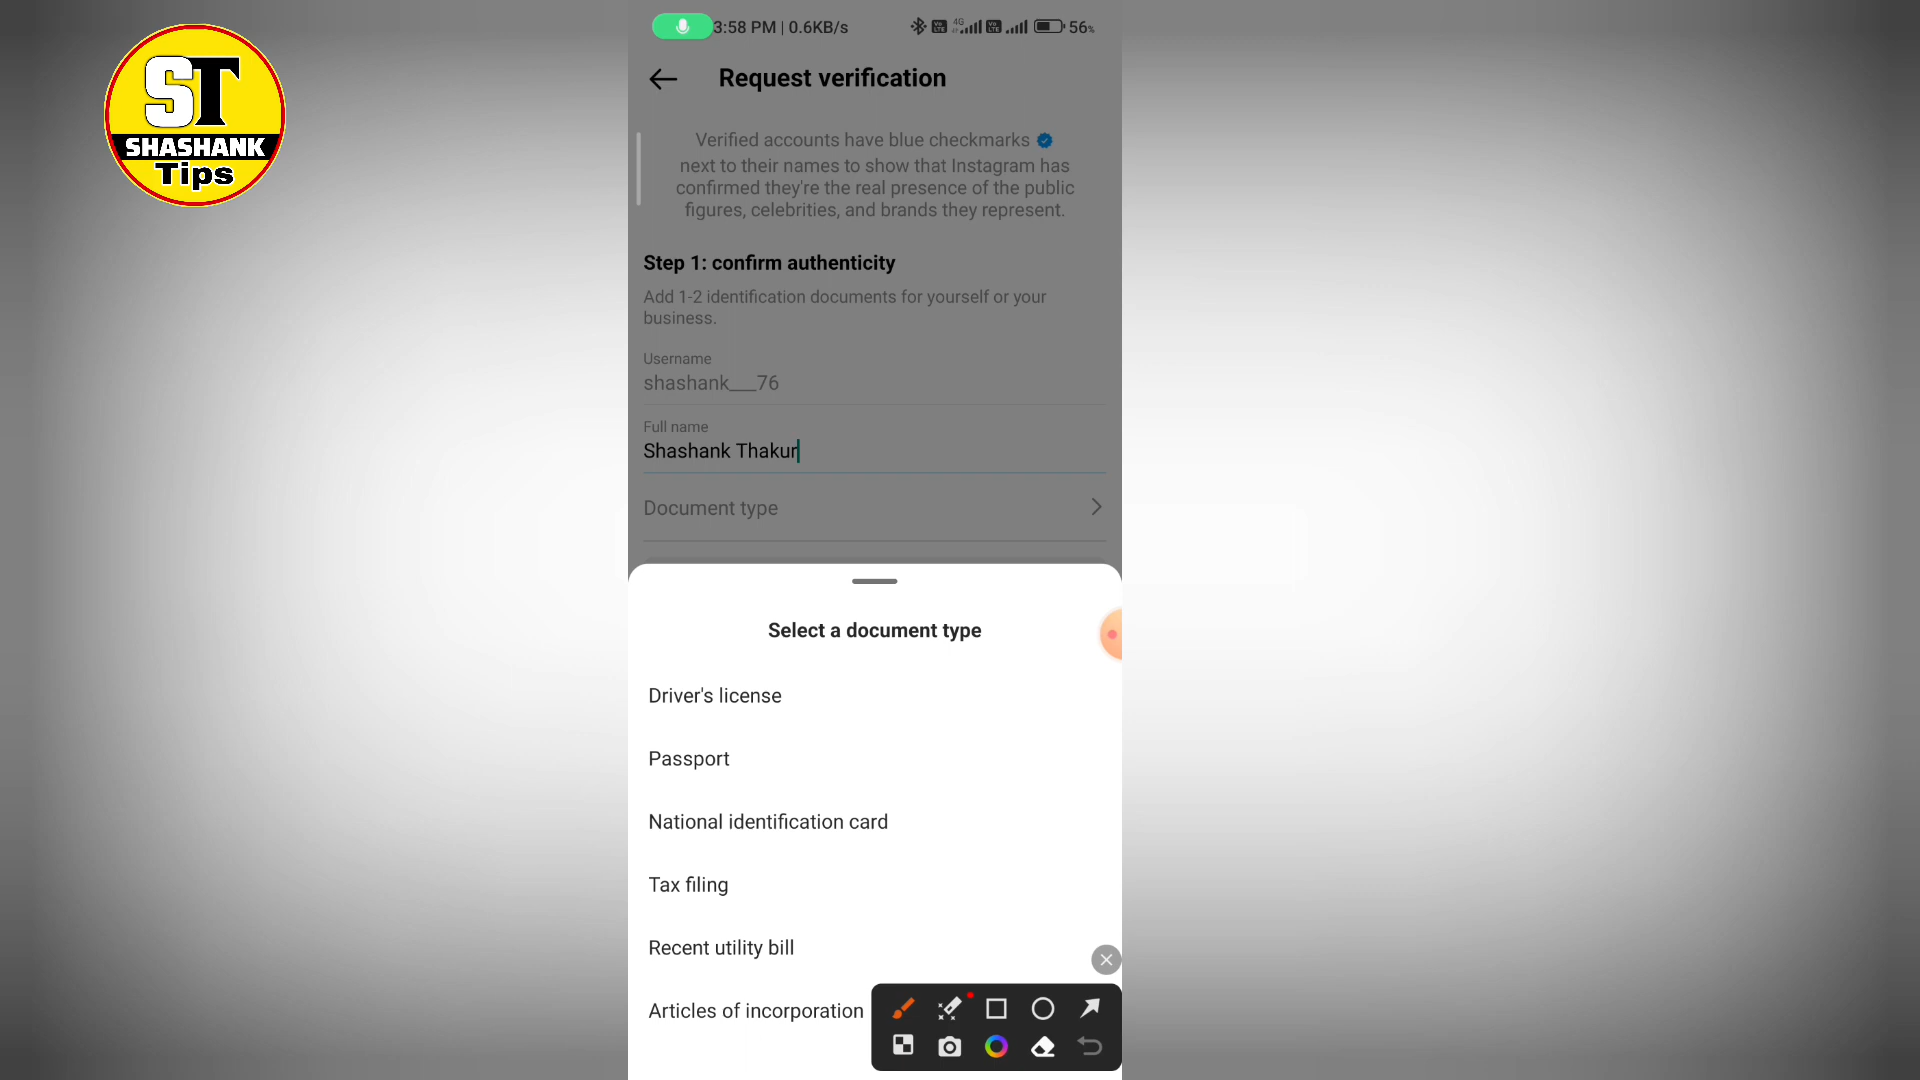 ST
SHASHANK
Tips
3:58 PM | 0.6KB/s
4G
56%
Request verification
Verified accounts have blue checkmarks
next to their names to show that Instagram has
confirmed they're the real presence of the public
figures, celebrities, and brands they represent.
Step 1: confirm authenticity
Add 1-2 identification documents for yourself or your
business.
Username
shashank___76
Full name
Shashank Thakur
Document type
Select a document type
Driver's license
Passport
National identification card
Tax filing
Recent utility bill
Articles of incorporation